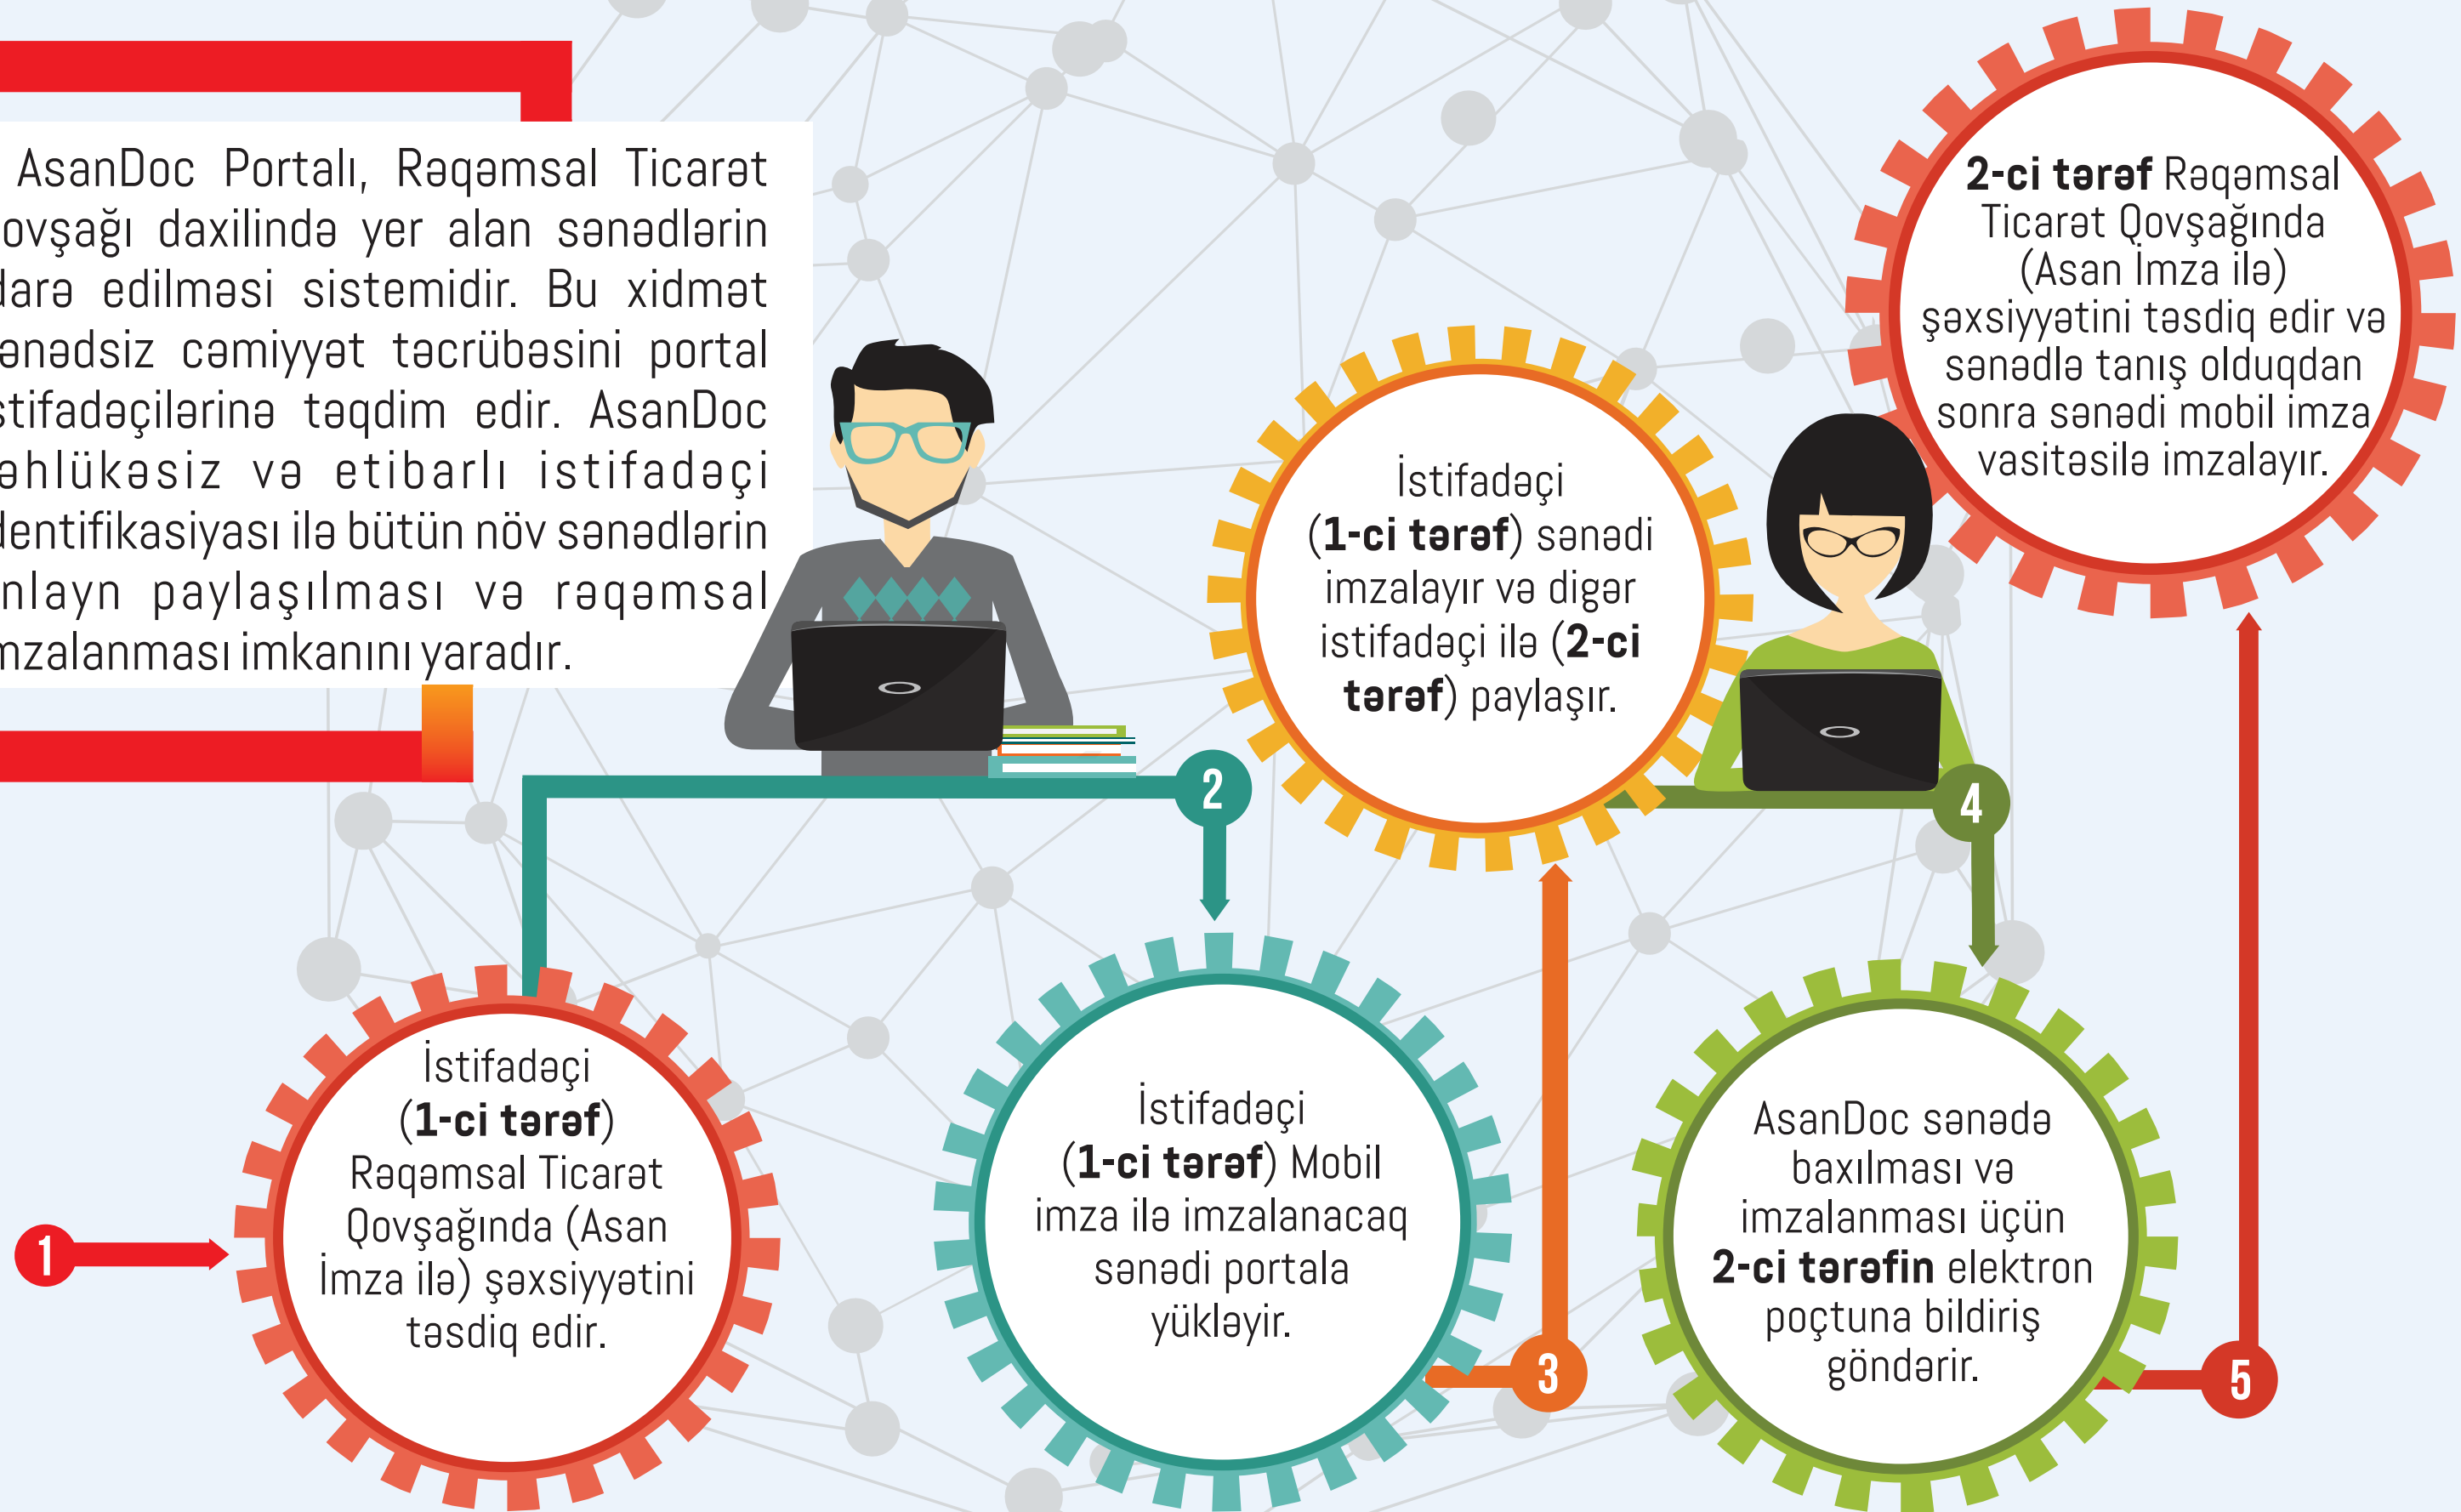 AsanDoc Portalı, Rəqəmsal Ticarət
ovşağı daxilində yer alan sənədlərin
darə edilməsi sistemidir. Bu xidmət
ənədsiz cəmiyyət təcrübəsini portal
stifadəçilərinə təqdim edir. AsanDoc
əhlükəsiz və etibarlı istifadəçi
dentifikasiyası ilə bütün növ sənədlərin
nlayn paylaşılması və rəqəmsal
mzalanması imkanını yaradır.
1
İstifadəçi
(1-ci tərəf)
Rəqəmsal Ticarət
Qovşağında (Asan
İmza ilə) şəxsiyyətini
təsdiq edir.
2
İstifadəçi
(1-ci tərəf) Mobil
imza ilə imzalanacaq
sənədi portala
yükləyir.
3
İstifadəçi
(1-ci tərəf) sənədi
imzalayır və digər
istifadəçi ilə (2-ci
tərəf) paylaşır.
4
AsanDoc sənədə
baxılması və
imzalanması üçün
2-ci tərəfin elektron
poçtuna bildiriş
göndərir.
5
2-ci tərəf Rəqəmsal
Ticarət Qovşağında
(Asan İmza ilə)
şəxsiyyətini təsdiq edir və
sənədlə tanış olduqdan
sonra sənədi mobil imza
vasitəsilə imzalayır.